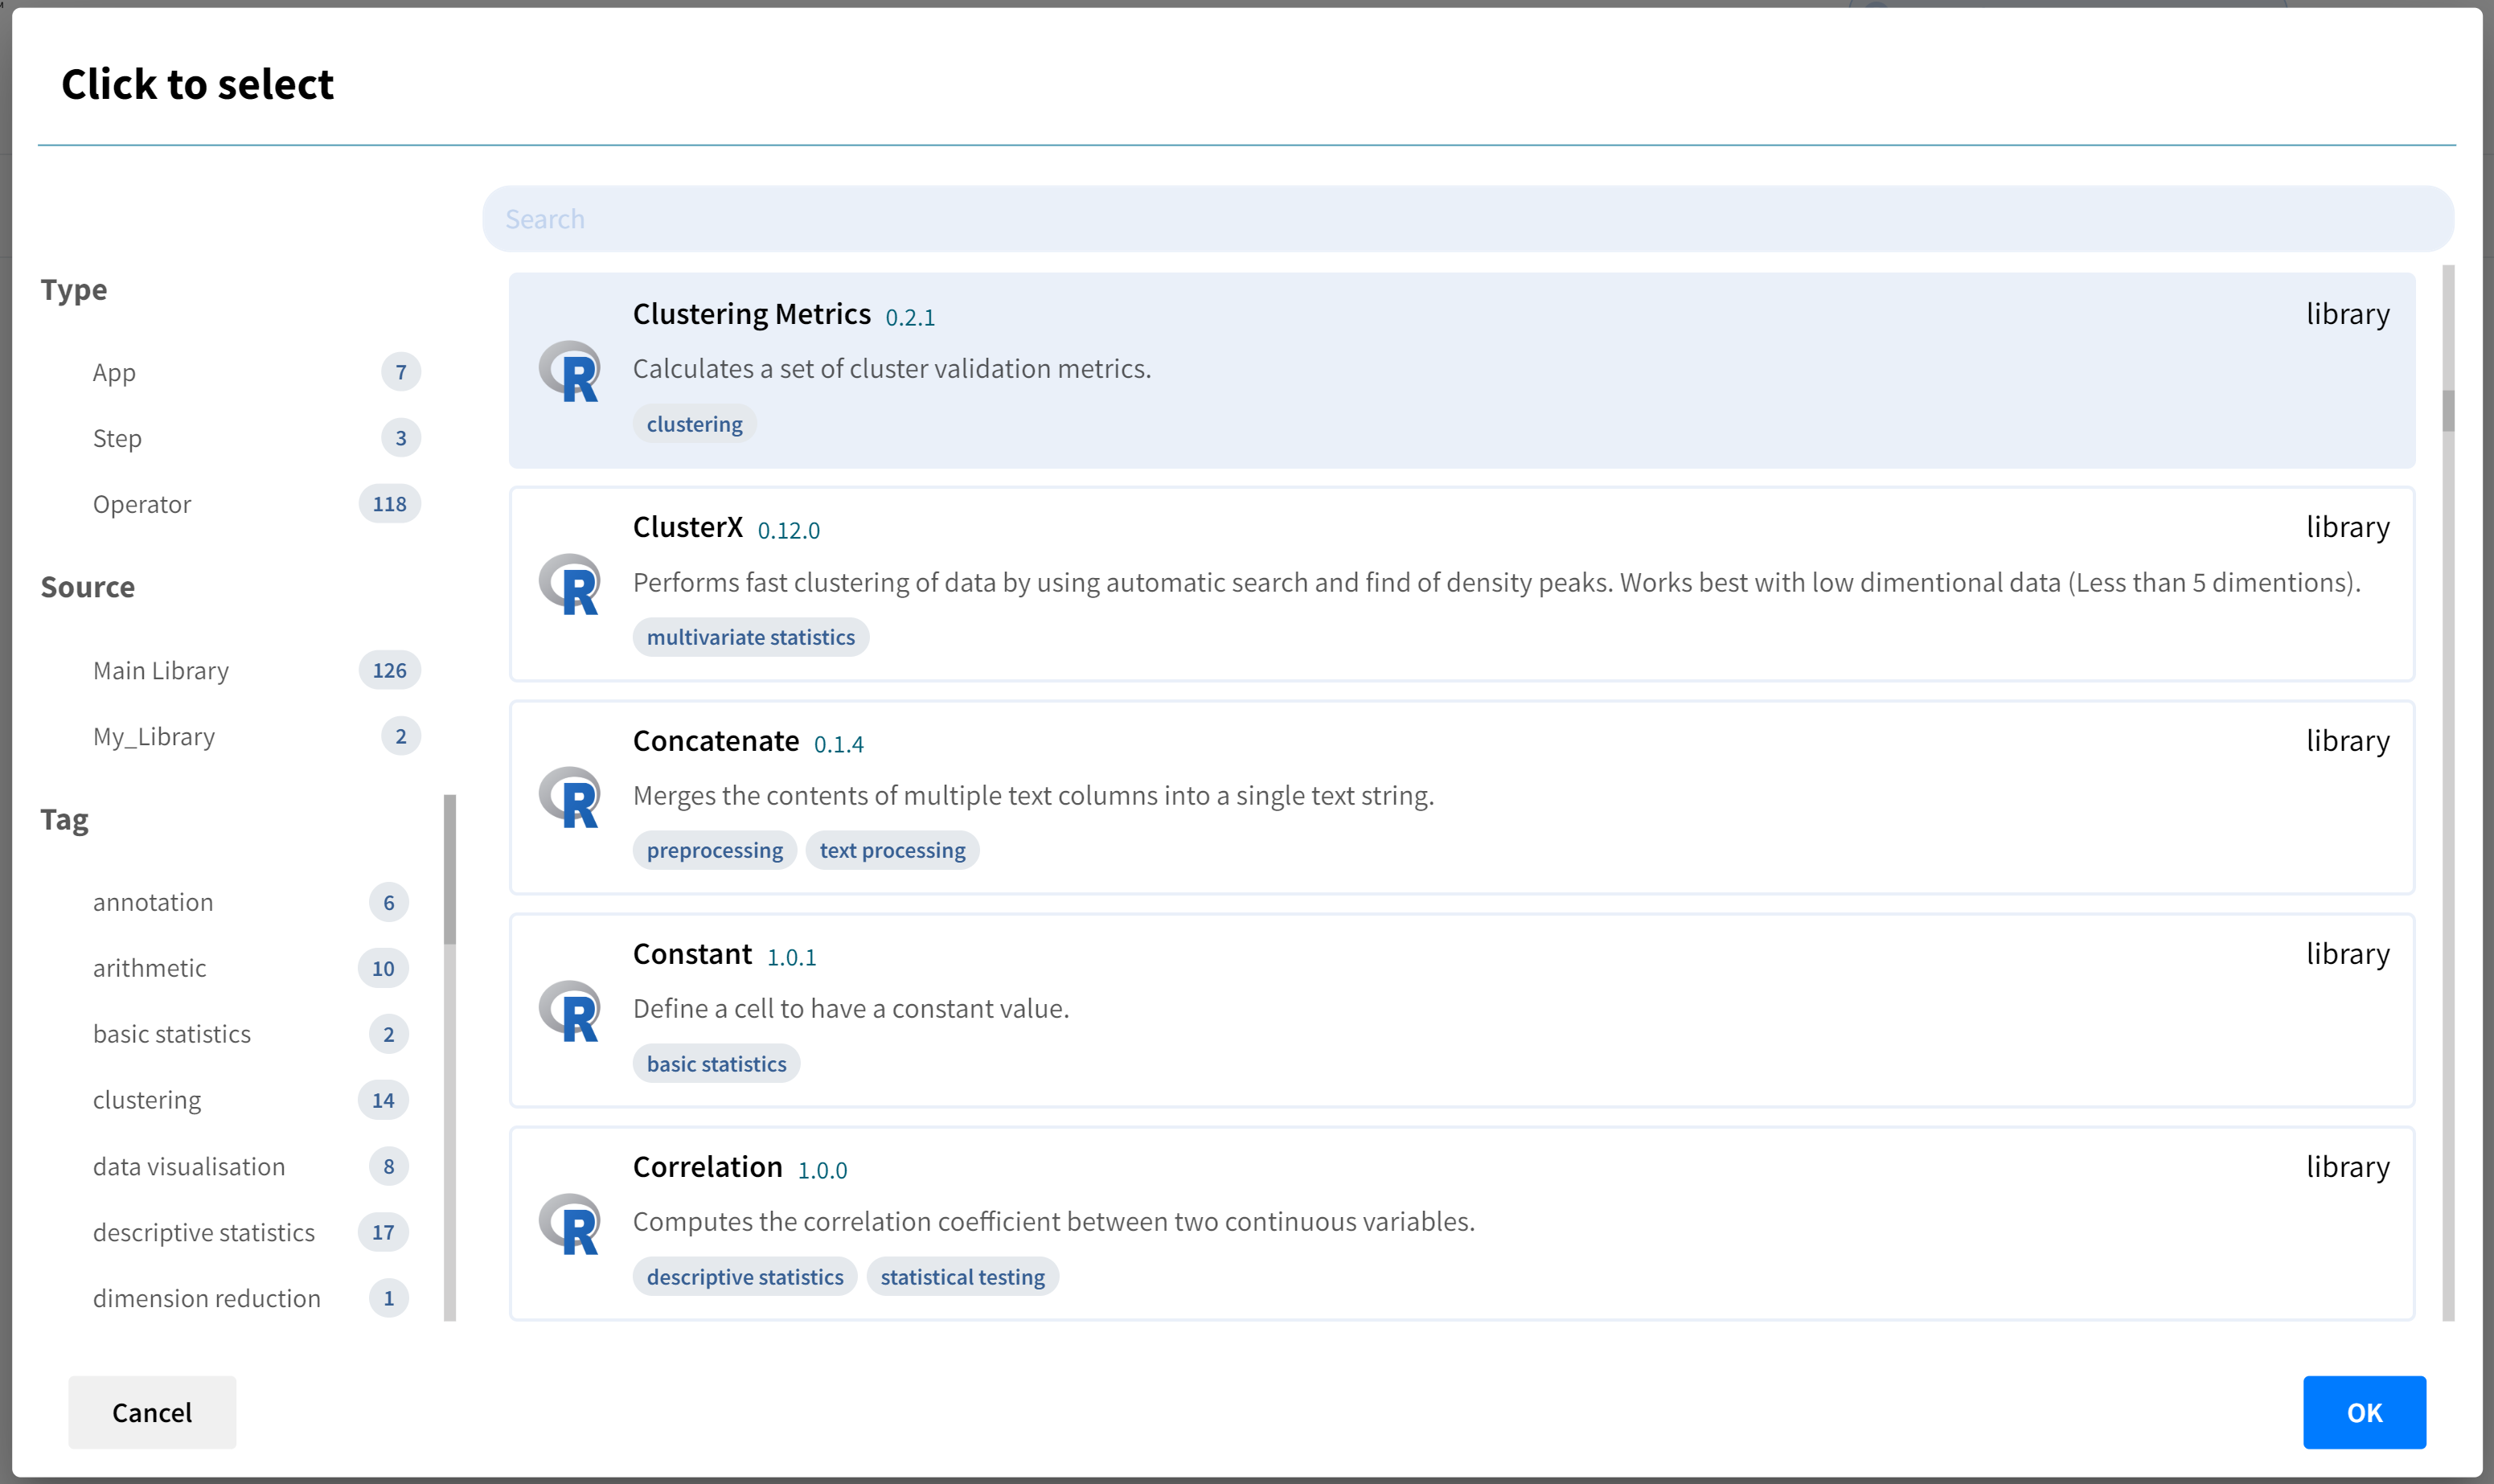 Click to select
Search
Type
App 7
Step 3
Operator 118
Source
Main Library 126
My_Library 2
Tag
annotation 6
arithmetic 10
basic statistics 2
clustering 14
data visualisation 8
descriptive statistics 17
dimension reduction 1
Clustering Metrics 0.2.1 library
Calculates a set of cluster validation metrics.
clustering
R
ClusterX 0.12.0 library
Performs fast clustering of data by using automatic search and find of density peaks. Works best with low dimentional data (Less than 5 dimentions).
multivariate statistics
R
Concatenate 0.1.4 library
Merges the contents of multiple text columns into a single text string.
preprocessing text processing
R
Constant 1.0.1 library
Define a cell to have a constant value.
basic statistics
R
Correlation 1.0.0 library
Computes the correlation coefficient between two continuous variables.
descriptive statistics statistical testing
R
Cancel OK